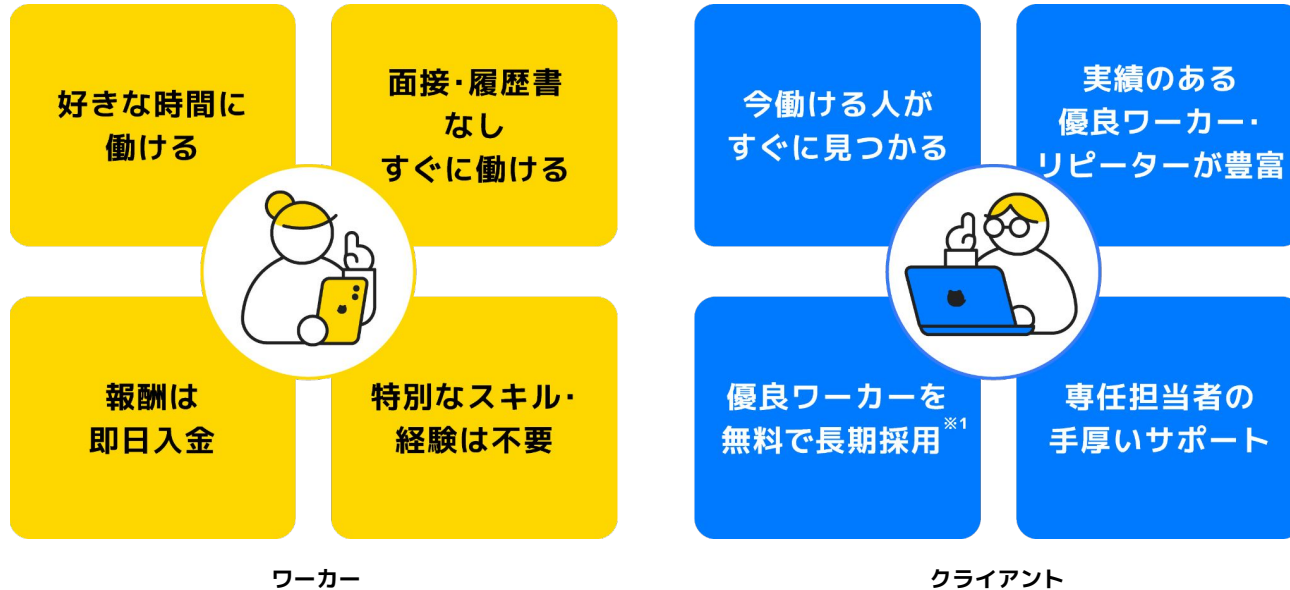 好きな時間に
働ける
面接・履歴書
なし
すぐに働ける
報酬は
即日入金
特別なスキル・
経験は不要
ワーカー
今働ける人が
すぐに見つかる
実績のある
優良ワーカー・
リピーターが豊富
優良ワーカーを
無料で長期採用※1
専任担当者の
手厚いサポート
クライアント